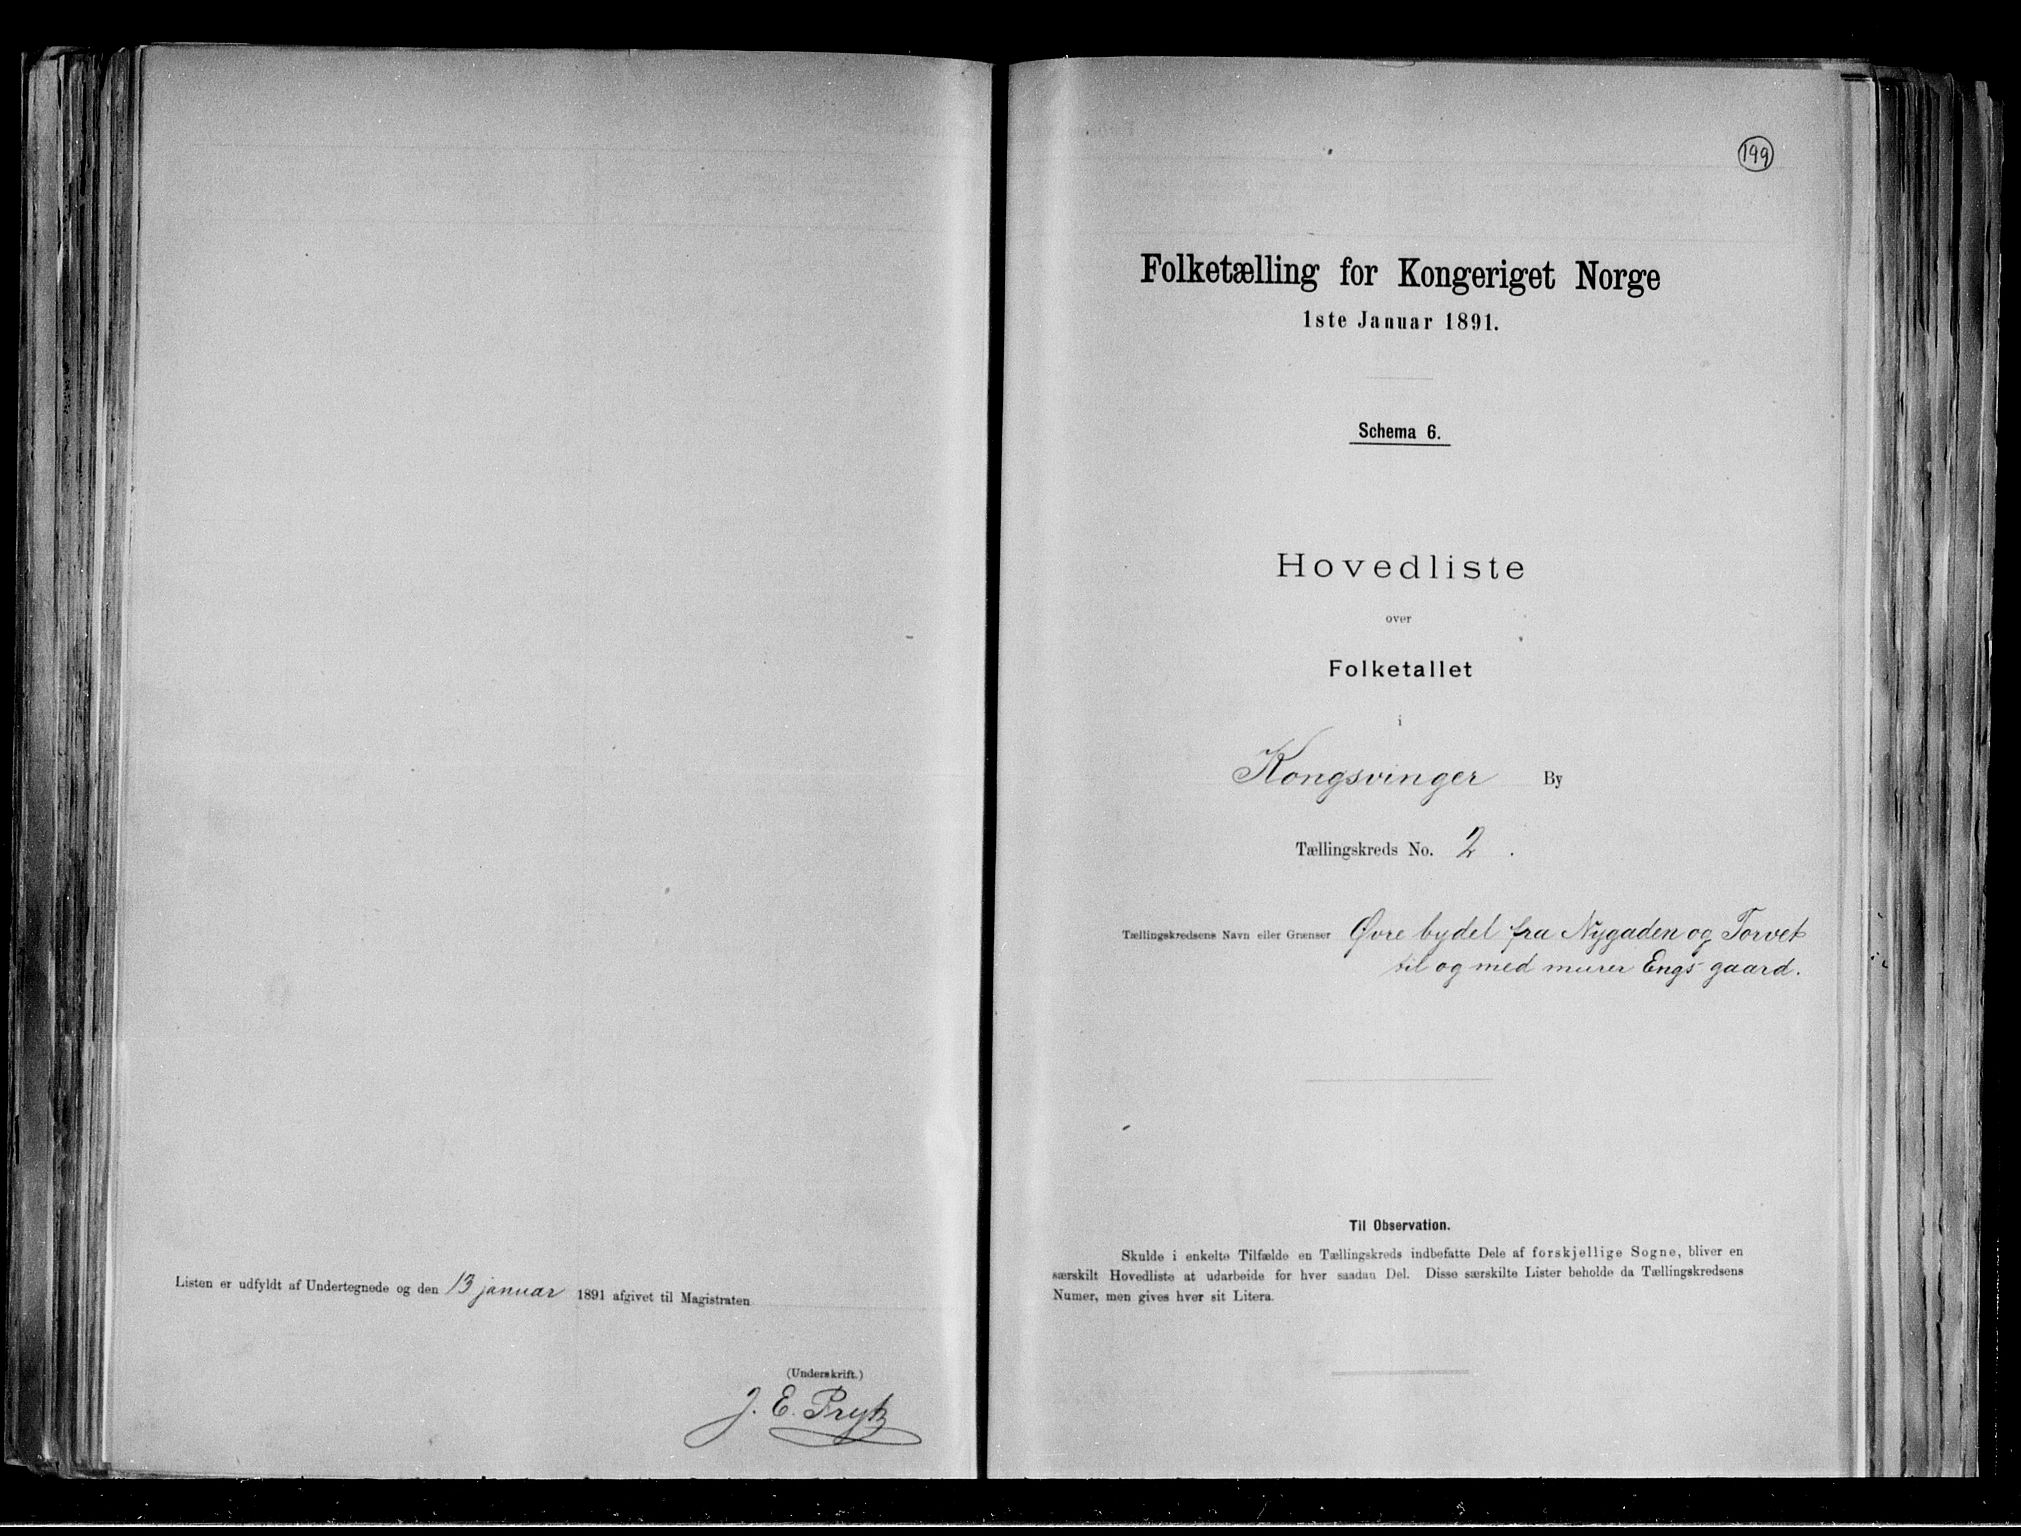 Listen er udfyldt af Undertegnede og den 13 januar 1891 afgivet til Magistraten
(Underskrift.)
J. E. Prytz
199
Folketælling for Kongeriget Norge
1ste Januar 1891.
Schema 6.
Hovedliste
over
Folketallet
i
Kongsvinger By
Tællingskreds No. 2.
Tællingskredsens Navn eller Grænser Øvre bydel fra Nygaden og Torvet
til og med murer Engs gaard.
Til Observation.
Skulde i enkelte Tilfælde en Tællingskreds indbefatte Dele af forskjellige Sogne, bliver en
særskilt Hovedliste at udarbeide for hver saadan Del. Disse særskilte Lister beholde da Tællingskredsens
Numer, men gives hver sit Litera.